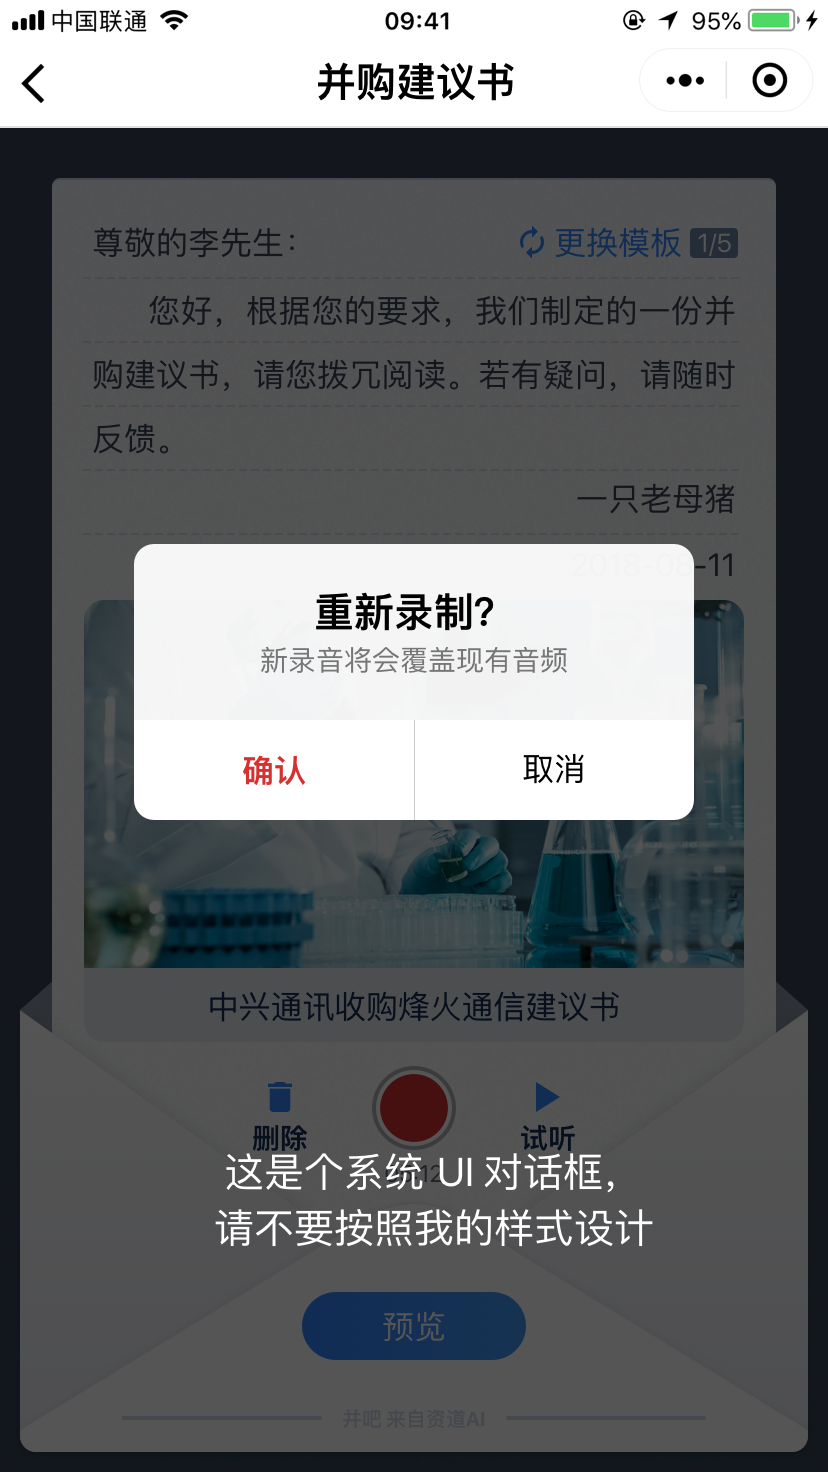 中国联通
09:41
95%
并购建议书
尊敬的李先生：
更换模板 1/5
您好，根据您的要求，我们制定的一份并
购建议书，请您拨冗阅读。若有疑问，请随时
反馈。
一只老母猪
2018-08-11
重新录制?
新录音将会覆盖现有音频
确认
取消
中兴通讯收购烽火通信建议书
删除
试听
这是个系统 UI 对话框，
请不要按照我的样式设计
预览
并吧 来自资道AI